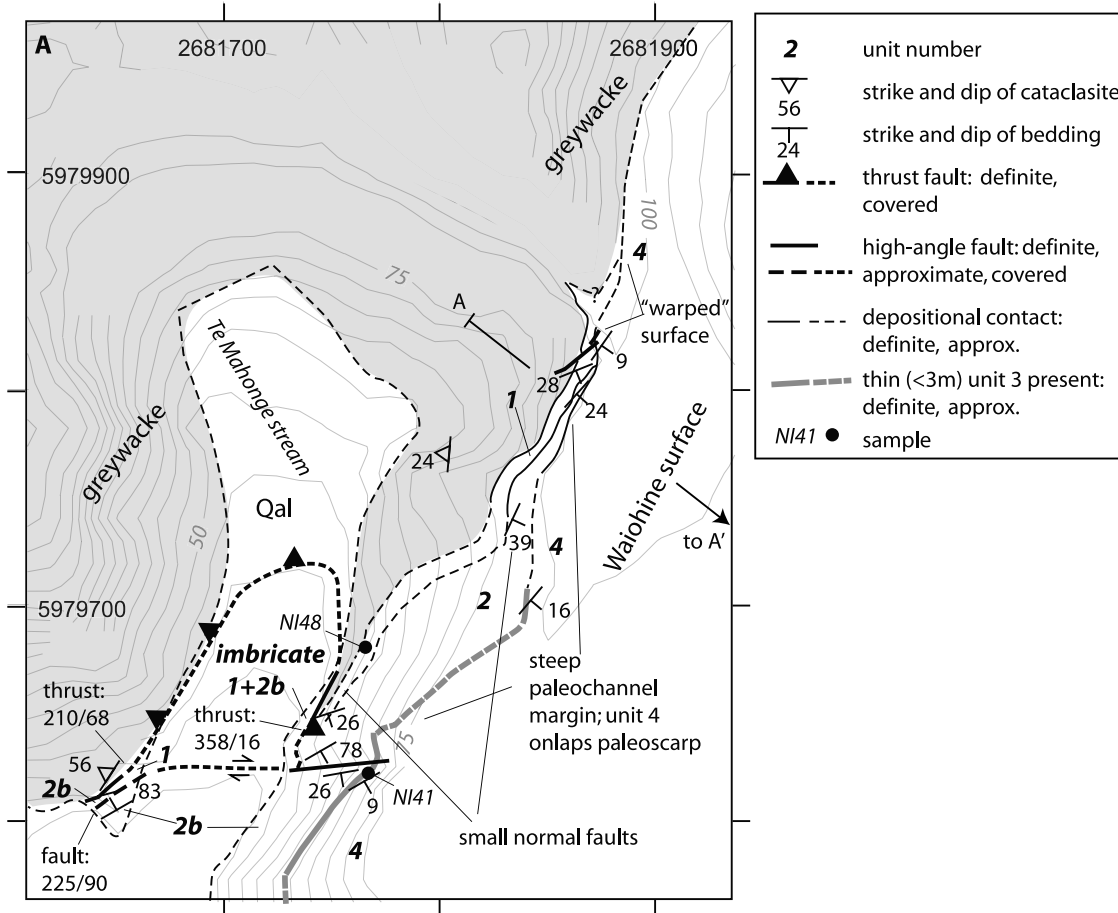 A
2681700
2681900
greywacke
5979900
100
4
75
A
"warped"
surface
?
9
28
1
24
Te Mahonge stream
greywacke
24
Waiohine surface
to A'
Qal
50
39
4
5979700
2
16
NI48
imbricate
1+2b
steep
paleochannel
margin; unit 4
onlaps paleoscarp
thrust:
210/68
thrust:
358/16
26
75
78
56
1
83
2b
26
NI41
9
2b
small normal faults
4
fault:
225/90
2 unit number
56 strike and dip of cataclasite
24 strike and dip of bedding
thrust fault: definite,
covered
high-angle fault: definite,
approximate, covered
depositional contact:
definite, approx.
thin (<3m) unit 3 present:
definite, approx.
NI41 sample